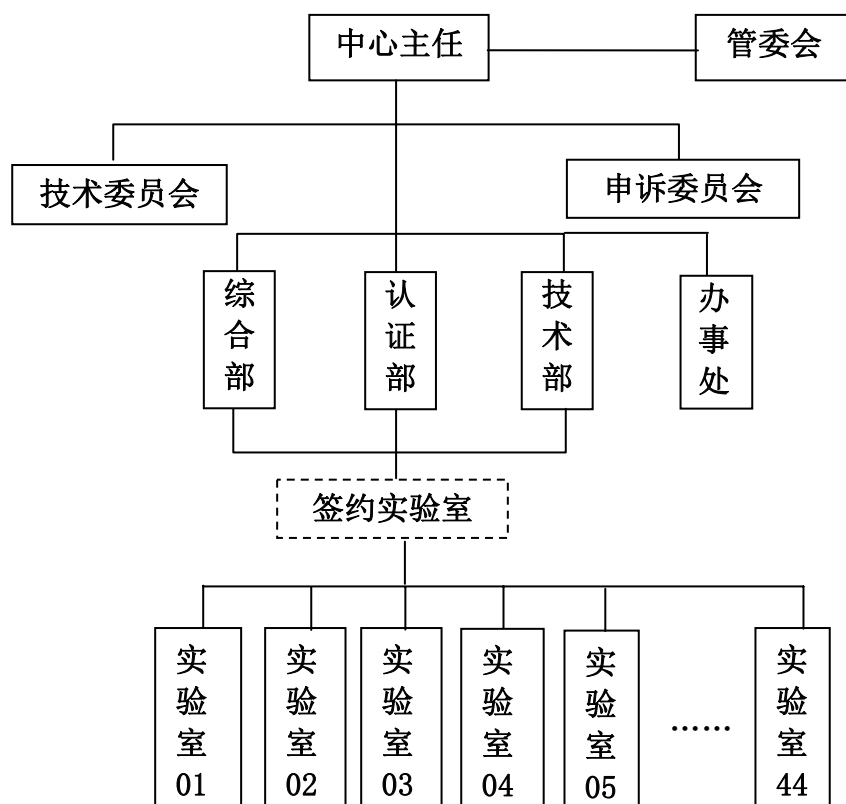 中心主任
管委会
技术委员会
申诉委员会
综合部
认证部
技术部
办事处
签约实验室
实验室01
实验室02
实验室03
实验室04
实验室05
……
实验室44